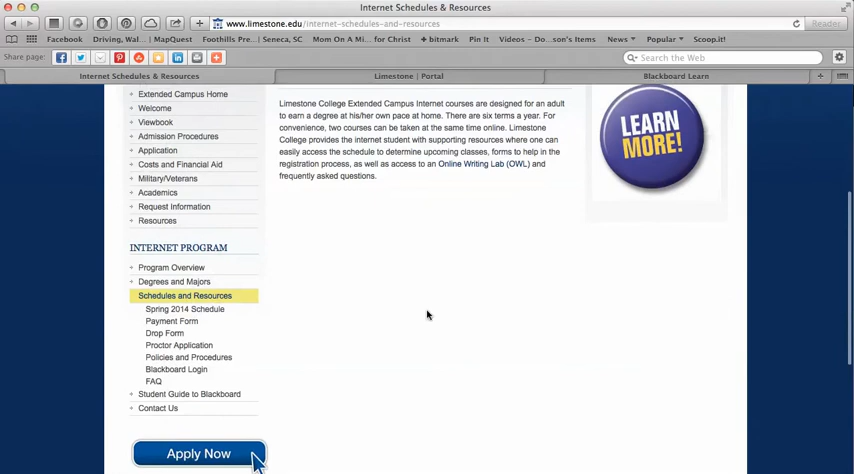 Internet Schedules & Resources
www.limestone.edu/internet-schedules-and-resources
Reader
Facebook Driving, Wal...| MapQuest Foothills Pre...| Seneca, SC Mom On A Mi... for Christ + bitmark Pin It Videos - Do...son's Items News Popular Scoop.it!
Share page:
Search the Web
Internet Schedules & Resources Limestone | Portal Blackboard Learn
Extended Campus Home
Welcome
Viewbook
Admission Procedures
Application
Costs and Financial Aid
Military/Veterans
Academics
Request Information
Resources
INTERNET PROGRAM
Program Overview
Degrees and Majors
Schedules and Resources
Spring 2014 Schedule
Payment Form
Drop Form
Proctor Application
Policies and Procedures
Blackboard Login
FAQ
Student Guide to Blackboard
Contact Us
Apply Now
Limestone College Extended Campus Internet courses are designed for an adult
to earn a degree at his/her own pace at home. There are six terms a year. For
convenience, two courses can be taken at the same time online. Limestone
College provides the internet student with supporting resources where one can
easily access the schedule to determine upcoming classes, forms to help in the
registration process, as well as access to an Online Writing Lab (OWL) and
frequently asked questions.
LEARN
MORE!